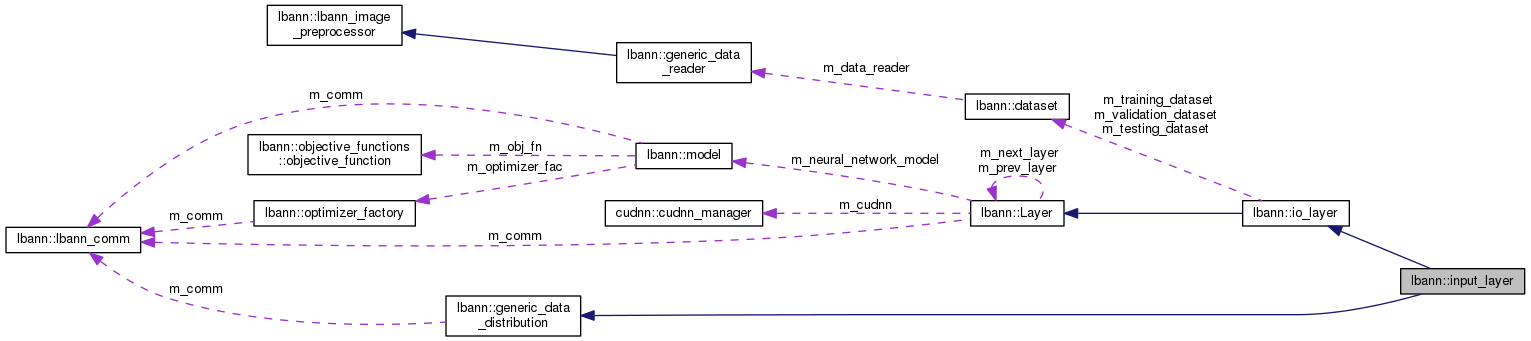 lbann::lbann_image
_preprocessor
lbann::generic_data
_reader
m_data_reader
m_comm
lbann::dataset
m_training_dataset
m_validation_dataset
m_testing_dataset
lbann::objective_functions
::objective_function
m_obj_fn
m_optimizer_fac
lbann::model
m_neural_network_model
m_next_layer
m_prev_layer
m_comm
lbann::optimizer_factory
cudnn::cudnn_manager
m_cudnn
lbann::Layer
lbann::io_layer
lbann::lbann_comm
m_comm
m_comm
lbann::generic_data
_distribution
lbann::input_layer